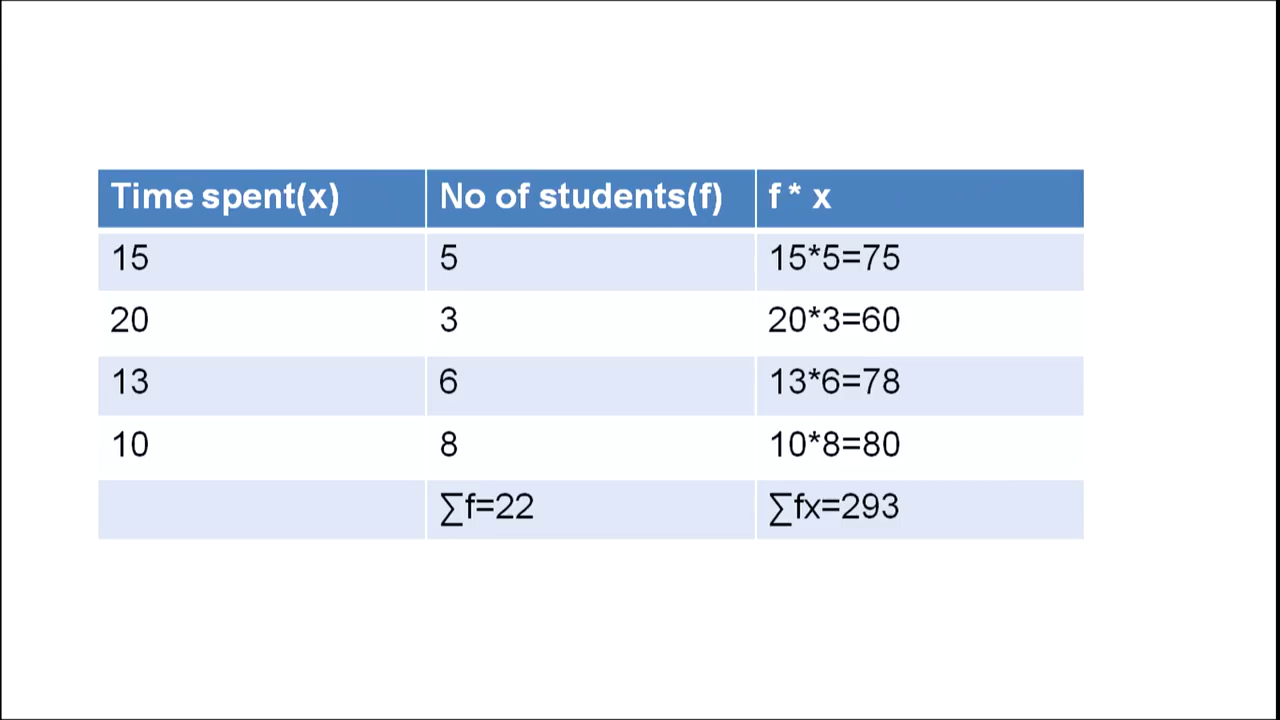 Time spent(x) No of students(f) f * x
15 5 15*5=75
20 3 20*3=60
13 6 13*6=78
10 8 10*8=80
∑f=22 ∑fx=293